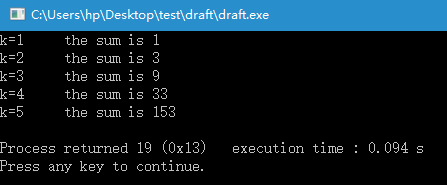 C:\Users\hp\Desktop\test\draft\draft.exe
k=1 the sum is 1
k=2 the sum is 3
k=3 the sum is 9
k=4 the sum is 33
k=5 the sum is 153
Process returned 19 (0x13) execution time : 0.094 s
Press any key to continue.